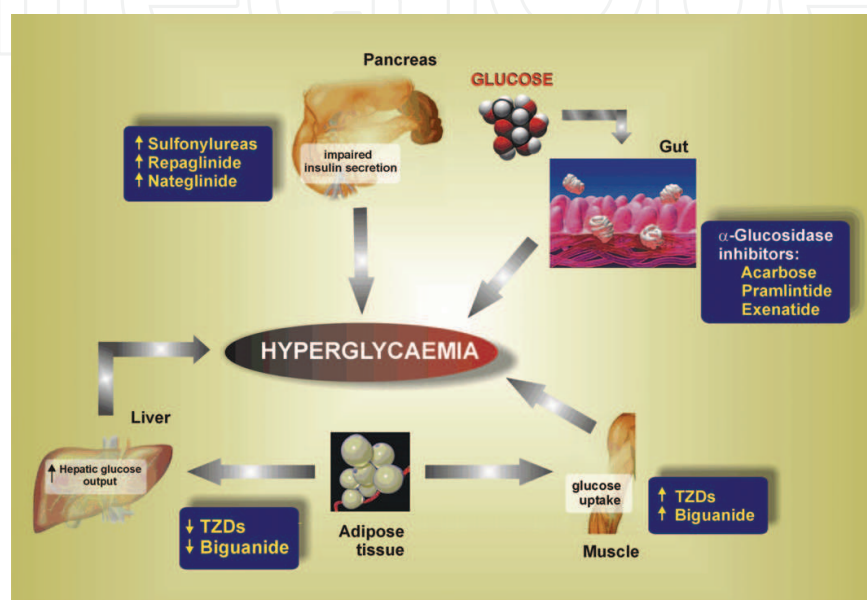 Pancreas
GLUCOSE
Gut
↑ Sulfonylureas
↑ Repaglinide
↑ Nateglinide
impaired
insulin secretion
α-Glucosidase
inhibitors:
Acarbose
Pramlintide
Exenatide
HYPERGLYCAEMIA
Liver
↑ Hepatic glucose
output
↓ TZDs
↓ Biguanide
Adipose
tissue
glucose
uptake
↑ TZDs
↑ Biguanide
Muscle